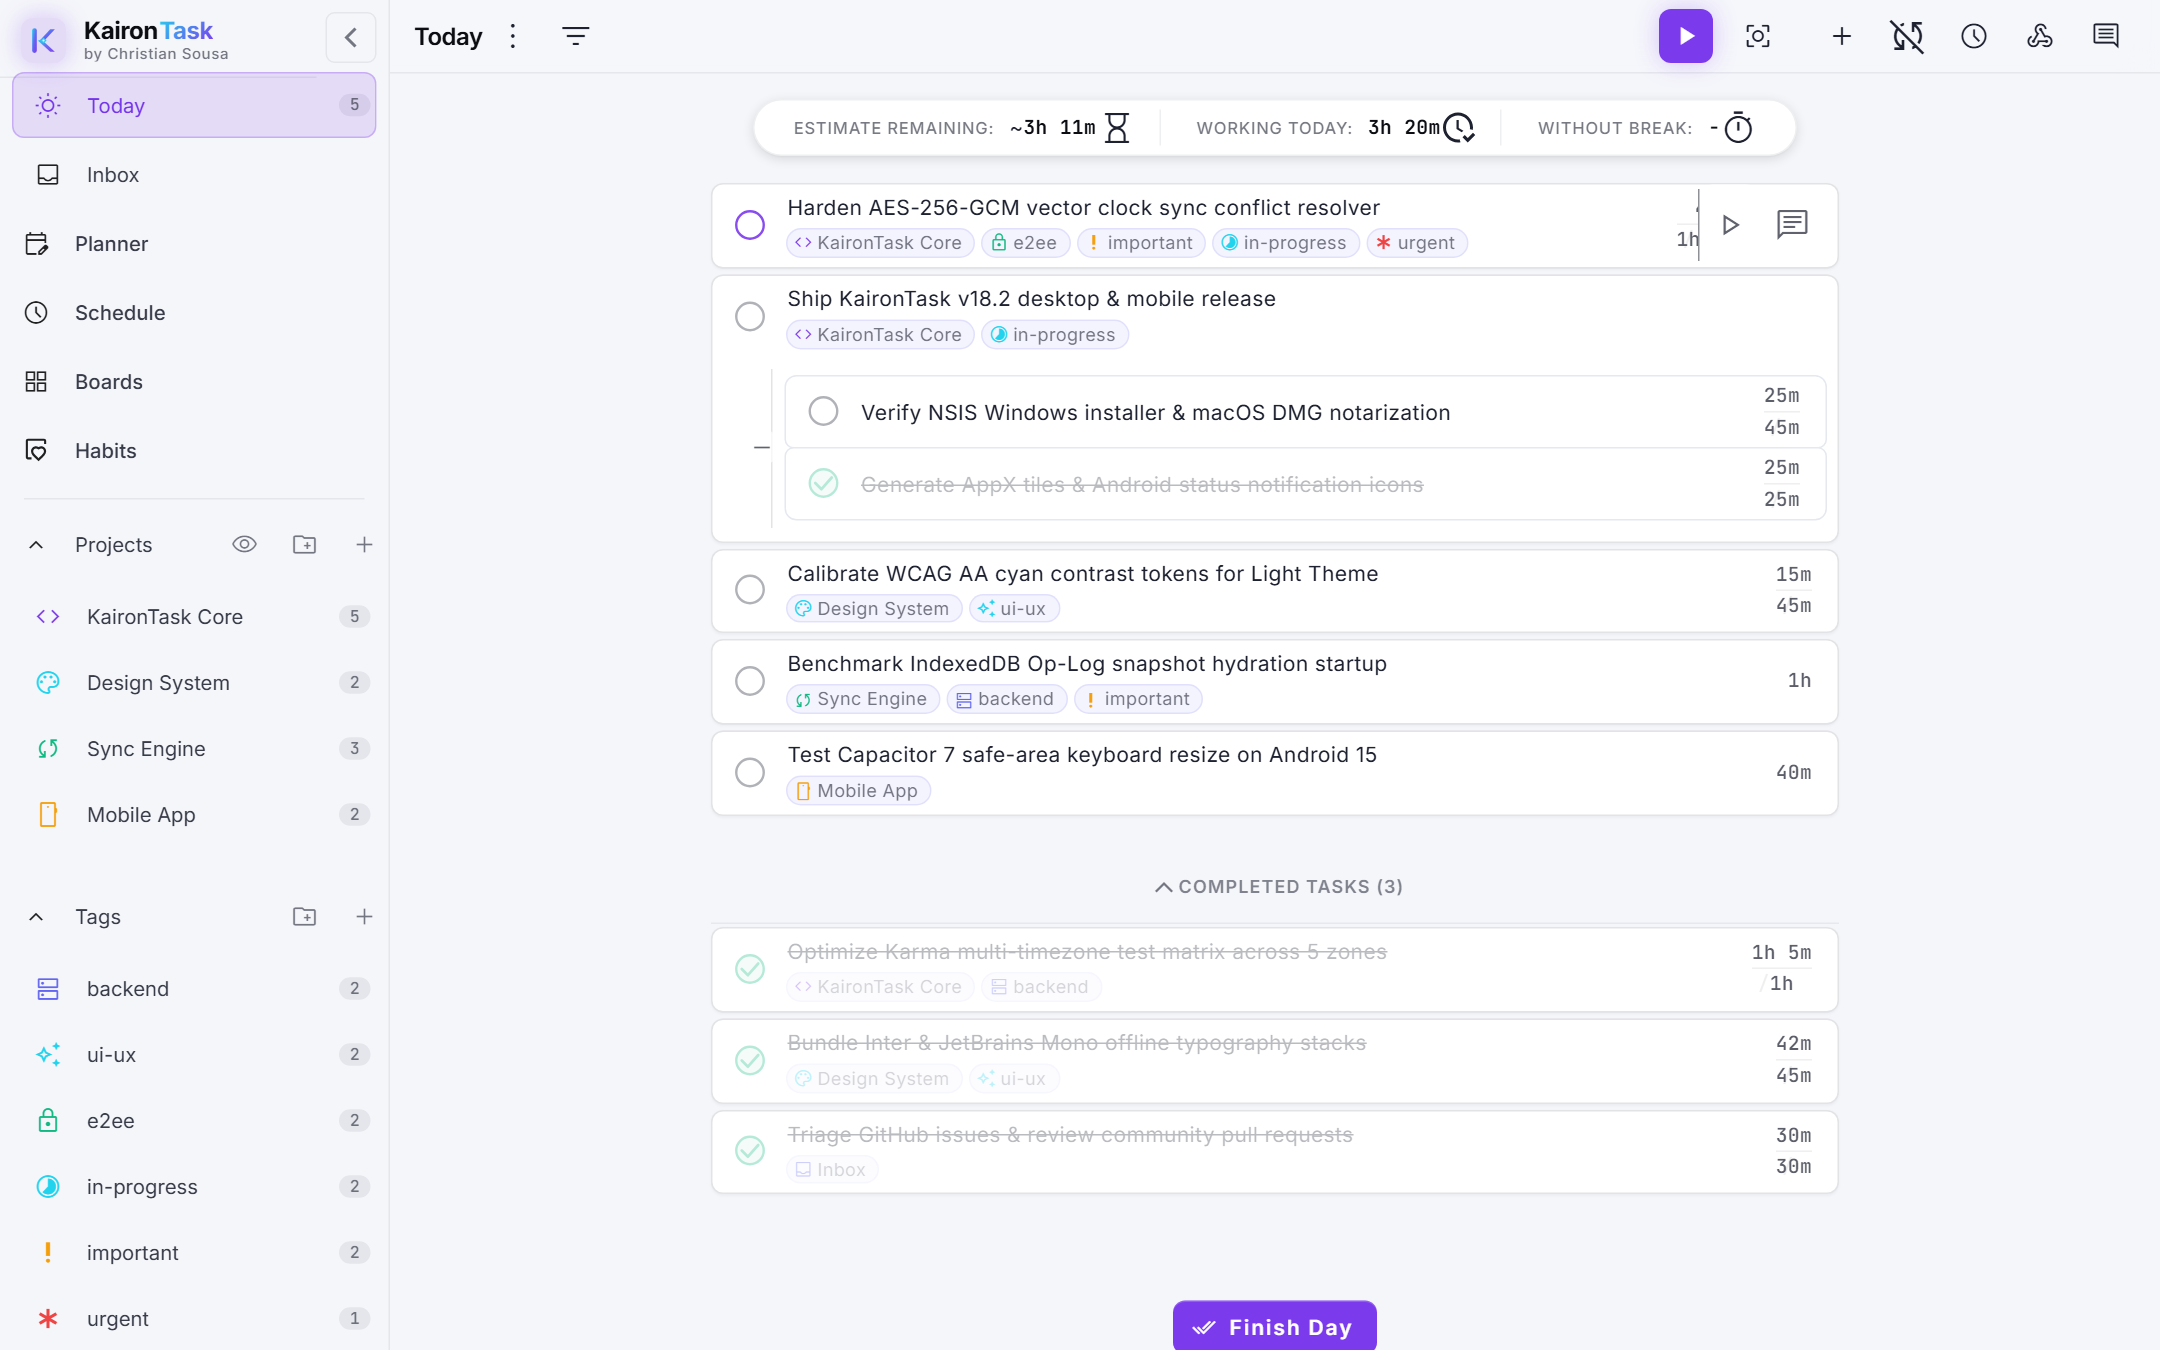 KaironTask
by Christian Sousa
Today 5
Inbox
Planner
Schedule
Boards
Habits
Projects
KaironTask Core 5
Design System 2
Sync Engine 3
Mobile App 2
Tags
backend 2
ui-ux 2
e2ee 2
in-progress 2
important 2
urgent 1
Today
ESTIMATE REMAINING: ~3h 11m WORKING TODAY: 3h 20m WITHOUT BREAK: -
Harden AES-256-GCM vector clock sync conflict resolver
KaironTask Core e2ee important in-progress urgent
1h
Ship KaironTask v18.2 desktop & mobile release
KaironTask Core in-progress
Verify NSIS Windows installer & macOS DMG notarization
25m
45m
Generate AppX tiles & Android status notification icons
25m
25m
Calibrate WCAG AA cyan contrast tokens for Light Theme
Design System ui-ux
15m
45m
Benchmark IndexedDB Op-Log snapshot hydration startup
Sync Engine backend important
1h
Test Capacitor 7 safe-area keyboard resize on Android 15
Mobile App
40m
COMPLETED TASKS (3)
Optimize Karma multi-timezone test matrix across 5 zones
KaironTask Core backend
1h 5m
/1h
Bundle Inter & JetBrains Mono offline typography stacks
Design System ui-ux
42m
45m
Triage GitHub issues & review community pull requests
Inbox
30m
30m
Finish Day